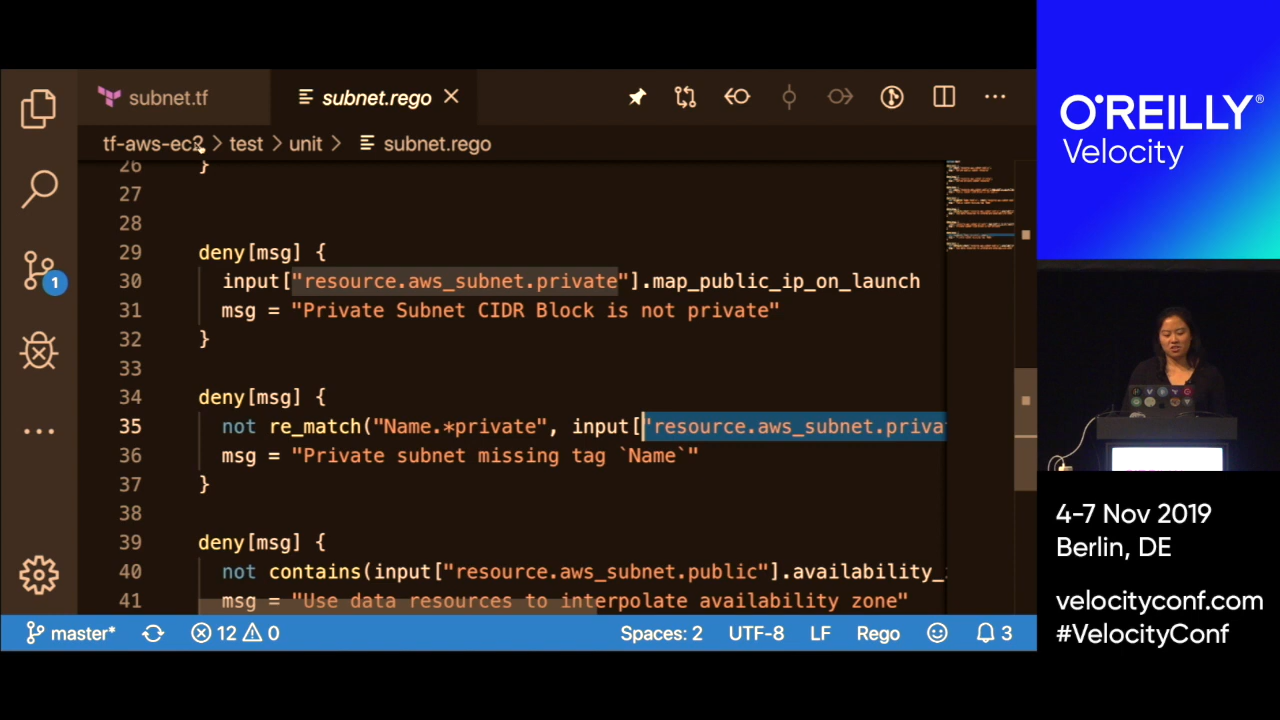 subnet.tf
subnet.rego
tf-aws-ec2 > test > unit > subnet.rego
26 }
27
28
29 deny[msg] {
30 input["resource.aws_subnet.private"].map_public_ip_on_launch
31 msg = "Private Subnet CIDR Block is not private"
32 }
33
34 deny[msg] {
35 not re_match("Name.*private", input["resource.aws_subnet.priva
36 msg = "Private subnet missing tag `Name`"
37 }
38
39 deny[msg] {
40 not contains(input["resource.aws_subnet.public"].availability_
41 msg = "Use data resources to interpolate availability zone"
1
master* 12 0 Spaces: 2 UTF-8 LF Rego 3
O'REILLY®
Velocity
4-7 Nov 2019
Berlin, DE
velocityconf.com
#VelocityConf